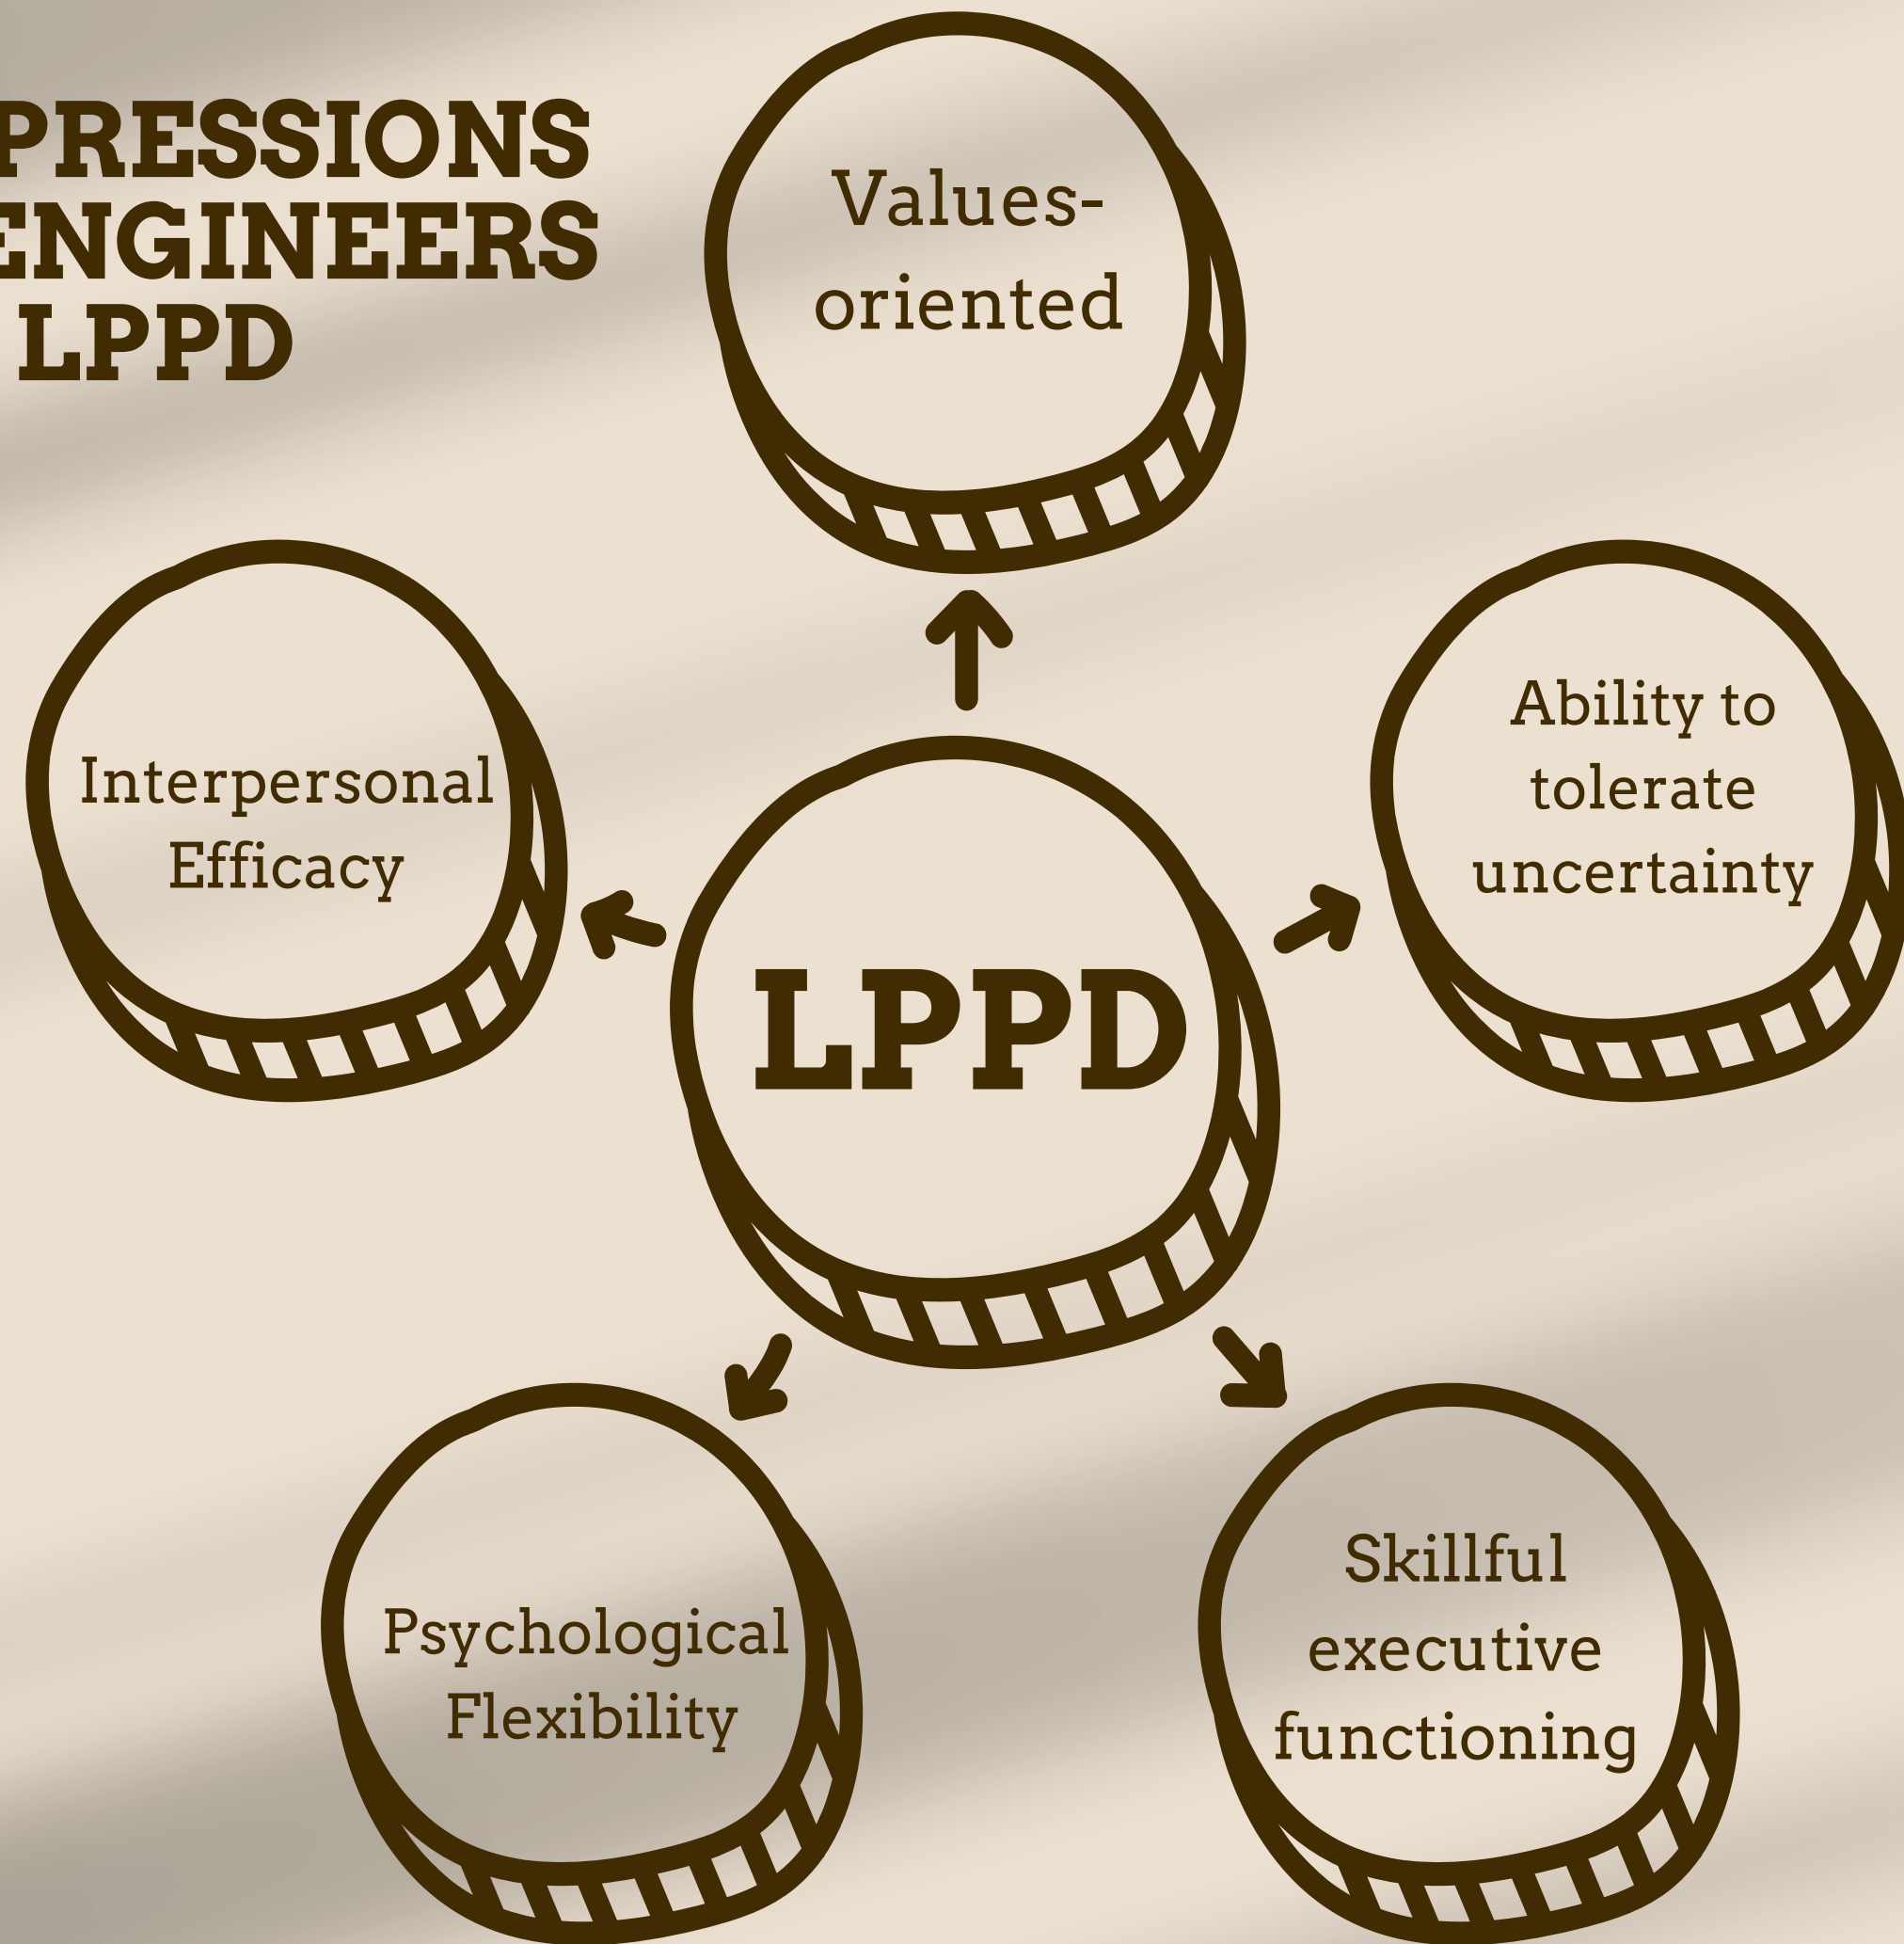 PRESSIONS
ENGINEERS
LPPD
Values-
oriented
Interpersonal
Efficacy
Ability to
tolerate
uncertainty
LPPD
Psychological
Flexibility
Skillful
executive
functioning